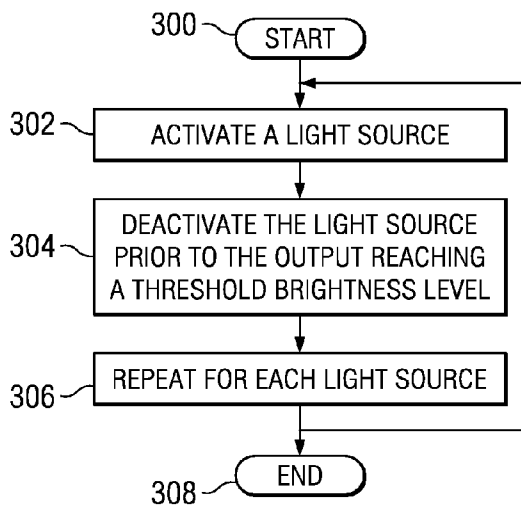 300
START
302
ACTIVATE A LIGHT SOURCE
304
DEACTIVATE THE LIGHT SOURCE
PRIOR TO THE OUTPUT REACHING
A THRESHOLD BRIGHTNESS LEVEL
306
REPEAT FOR EACH LIGHT SOURCE
308
END